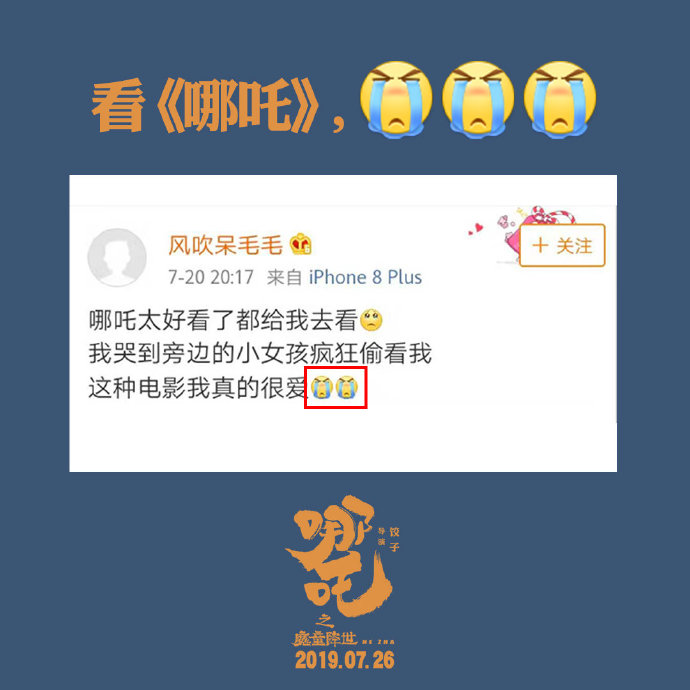 看《哪吒》，😭😭😭
风吹呆毛毛
7-20 20:17 来自 iPhone 8 Plus
＋ 关注
哪吒太好看了都给我去看🥺
我哭到旁边的小女孩疯狂偷看我
这种电影我真的很爱😭😭
哪吒
导演 饺子
之
魔童降世 NE ZHA
2019.07.26